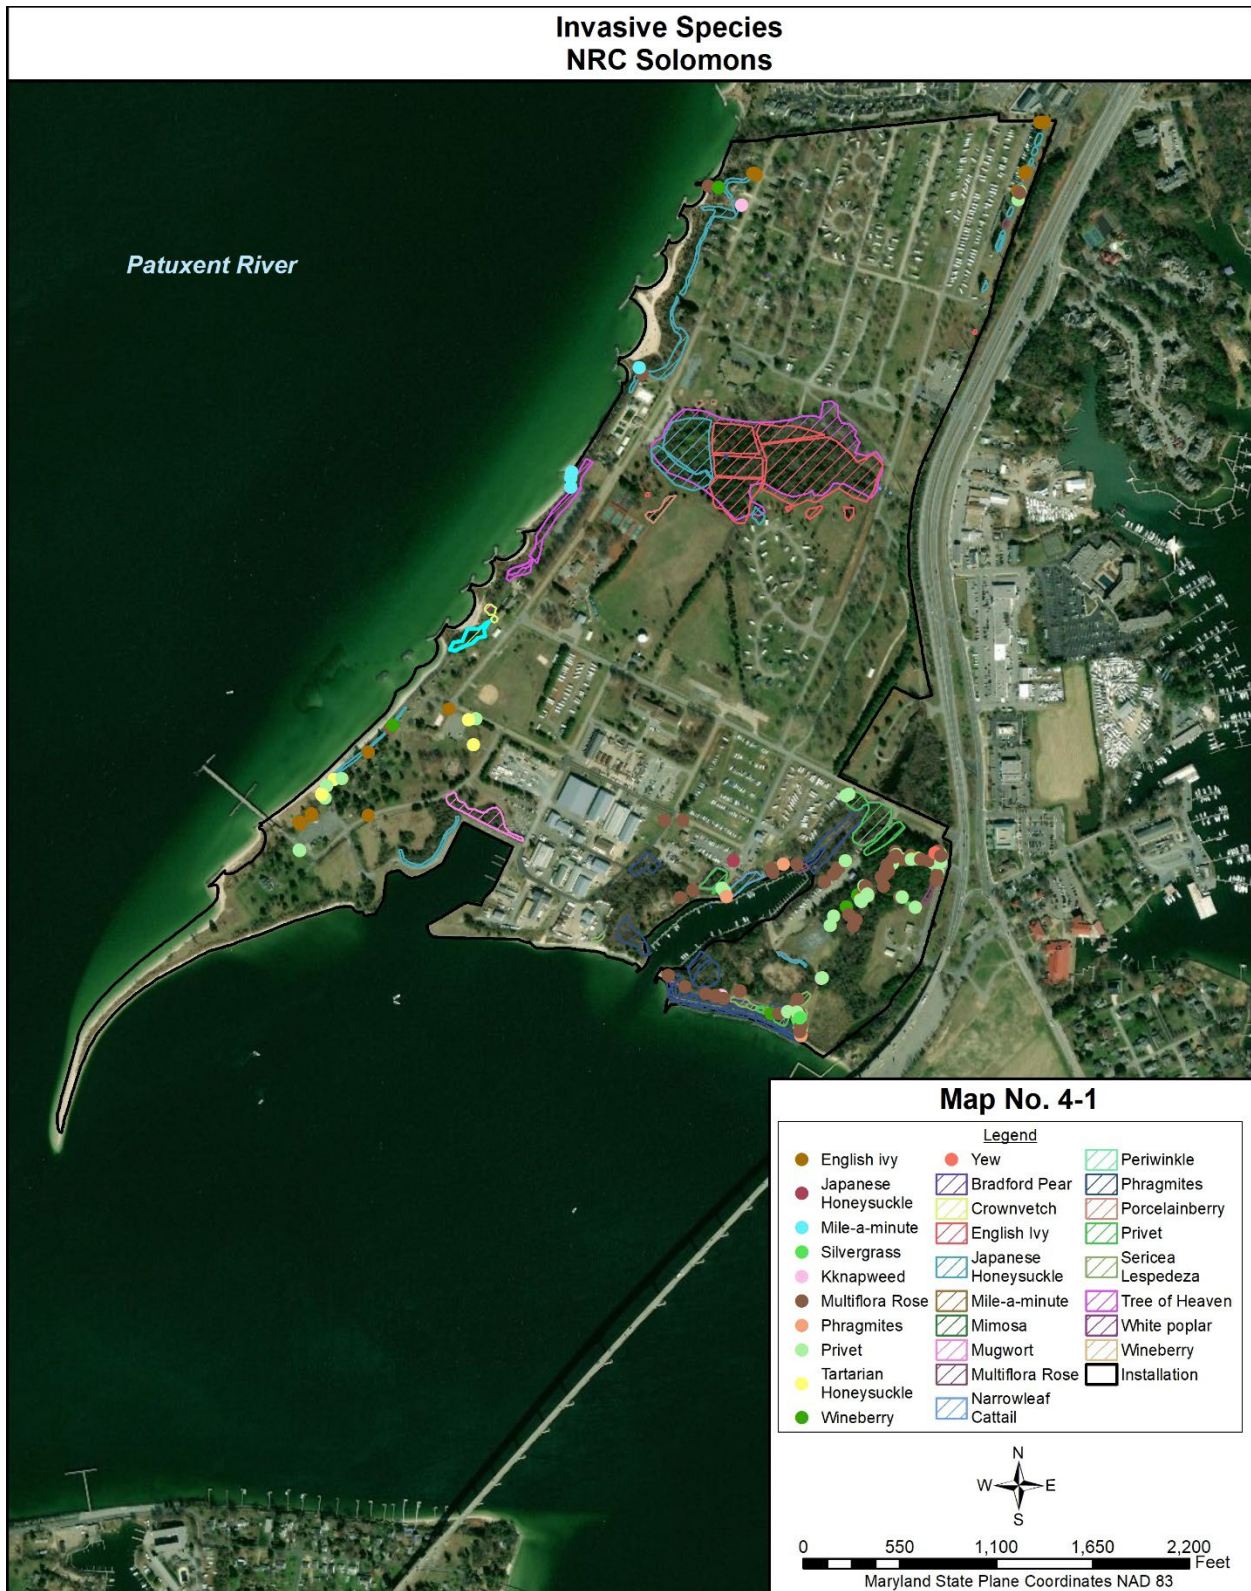 Invasive Species
NRC Solomons
Patuxent River
Map No. 4-1
Legend
English ivy
Japanese
Honeysuckle
Mile-a-minute
Silvergrass
Kknapweed
Multiflora Rose
Phragmites
Privet
Tartarian
Honeysuckle
Wineberry
Yew
Bradford Pear
Crownvetch
English Ivy
Japanese
Honeysuckle
Mile-a-minute
Mimosa
Mugwort
Multiflora Rose
Narrowleaf
Cattail
Periwinkle
Phragmites
Porcelainberry
Privet
Sericea
Lespedeza
Tree of Heaven
White poplar
Wineberry
Installation
N
W E
S
0 550 1,100 1,650 2,200
Feet
Maryland State Plane Coordinates NAD 83